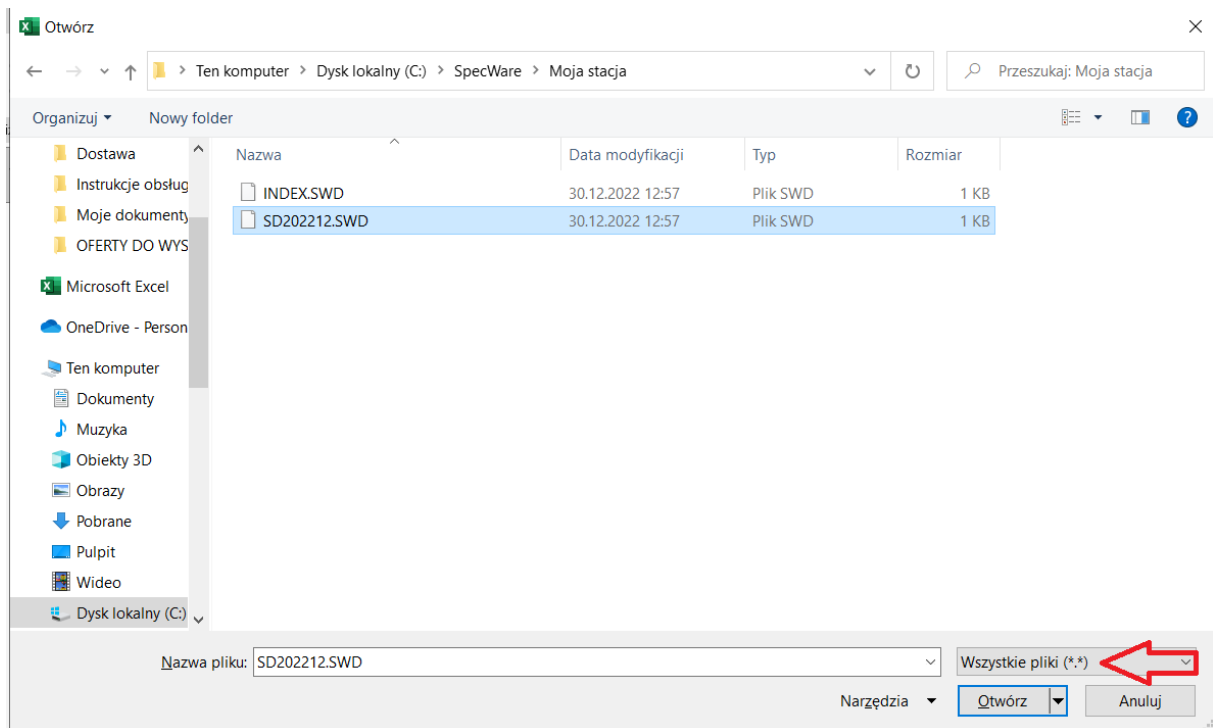 Otwórz
Ten komputer > Dysk lokalny (C:) > SpecWare > Moja stacja
Przeszukaj: Moja stacja
Organizuj Nowy folder
Nazwa Data modyfikacji Typ Rozmiar
INDEX.SWD 30.12.2022 12:57 Plik SWD 1 KB
SD202212.SWD 30.12.2022 12:57 Plik SWD 1 KB
Dostawa
Instrukcje obsług
Moje dokumenty
OFERTY DO WYS
Microsoft Excel
OneDrive - Person
Ten komputer
Dokumenty
Muzyka
Obiekty 3D
Obrazy
Pobrane
Pulpit
Wideo
Dysk lokalny (C:)
Nazwa pliku: SD202212.SWD
Wszystkie pliki (*.*)
Narzędzia Otwórz Anuluj